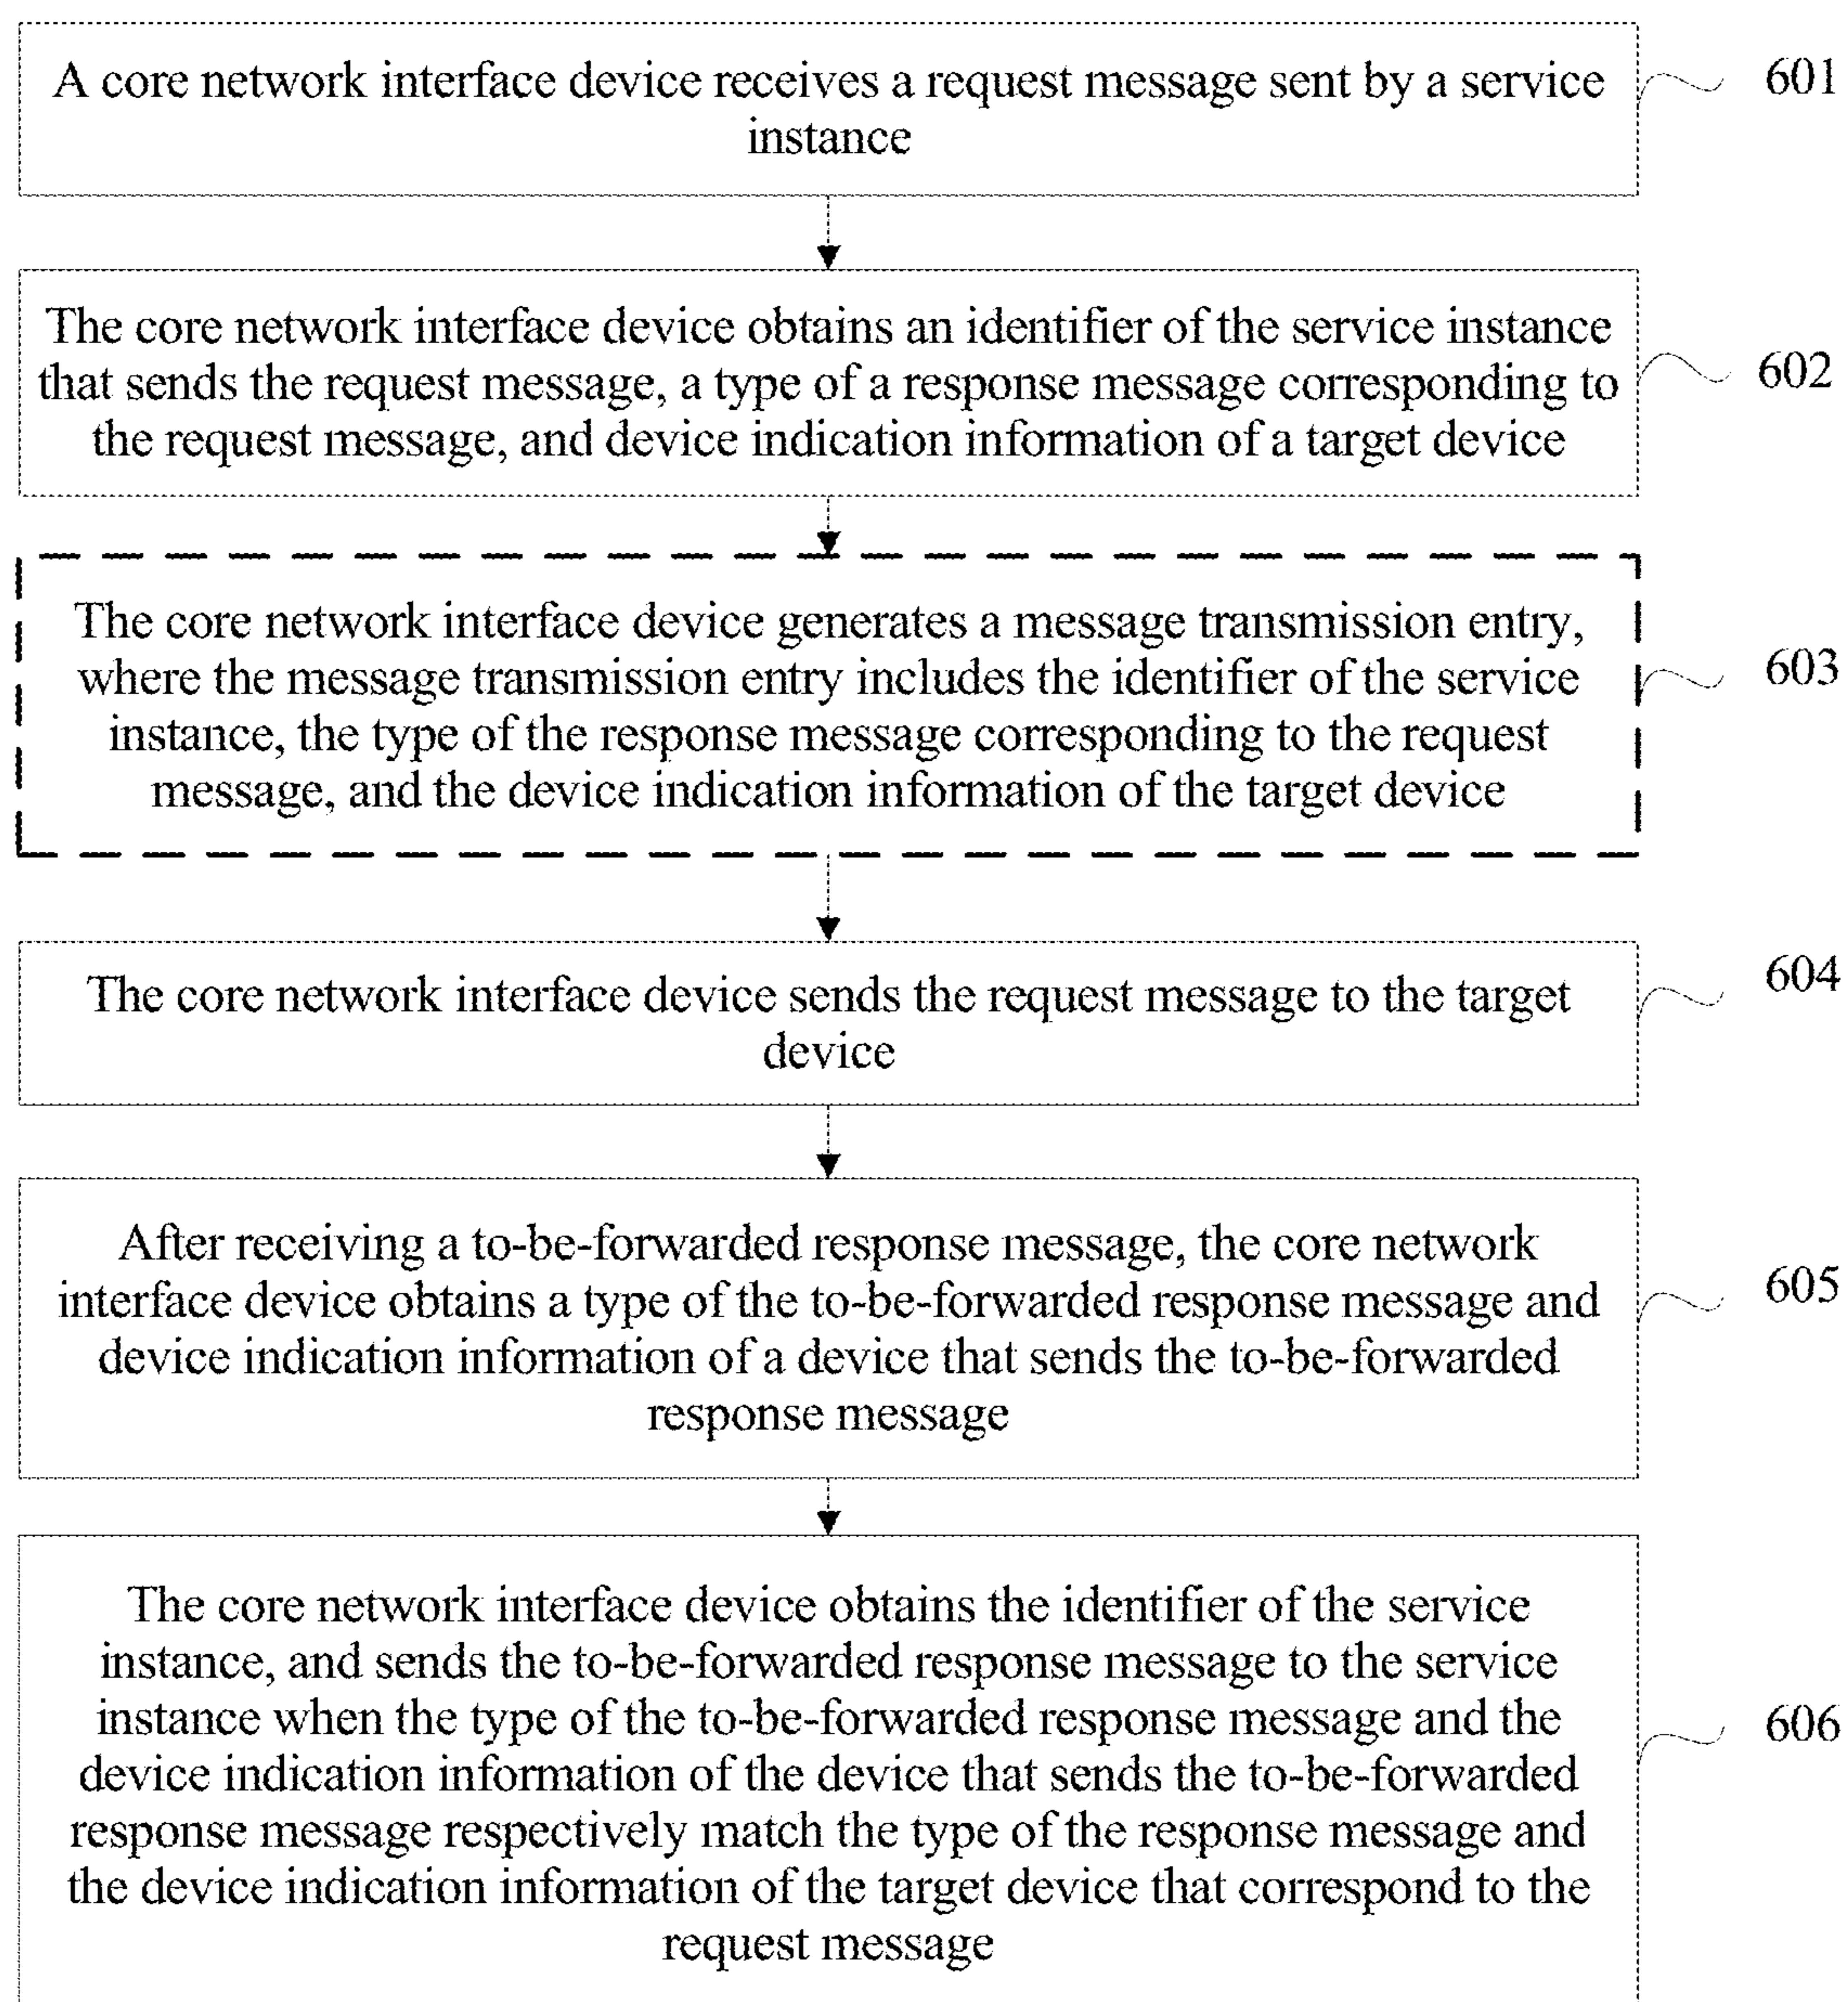 A core network interface device receives a request message sent by a service
instance
601
The core network interface device obtains an identifier of the service instance
that sends the request message, a type of a response message corresponding to
the request message, and device indication information of a target device
602
The core network interface device generates a message transmission entry,
where the message transmission entry includes the identifier of the service
instance, the type of the response message corresponding to the request
message, and the device indication information of the target device
603
The core network interface device sends the request message to the target
device
604
After receiving a to-be-forwarded response message, the core network
interface device obtains a type of the to-be-forwarded response message and
device indication information of a device that sends the to-be-forwarded
response message
605
The core network interface device obtains the identifier of the service
instance, and sends the to-be-forwarded response message to the service
instance when the type of the to-be-forwarded response message and the
device indication information of the device that sends the to-be-forwarded
response message respectively match the type of the response message and
the device indication information of the target device that correspond to the
request message
606